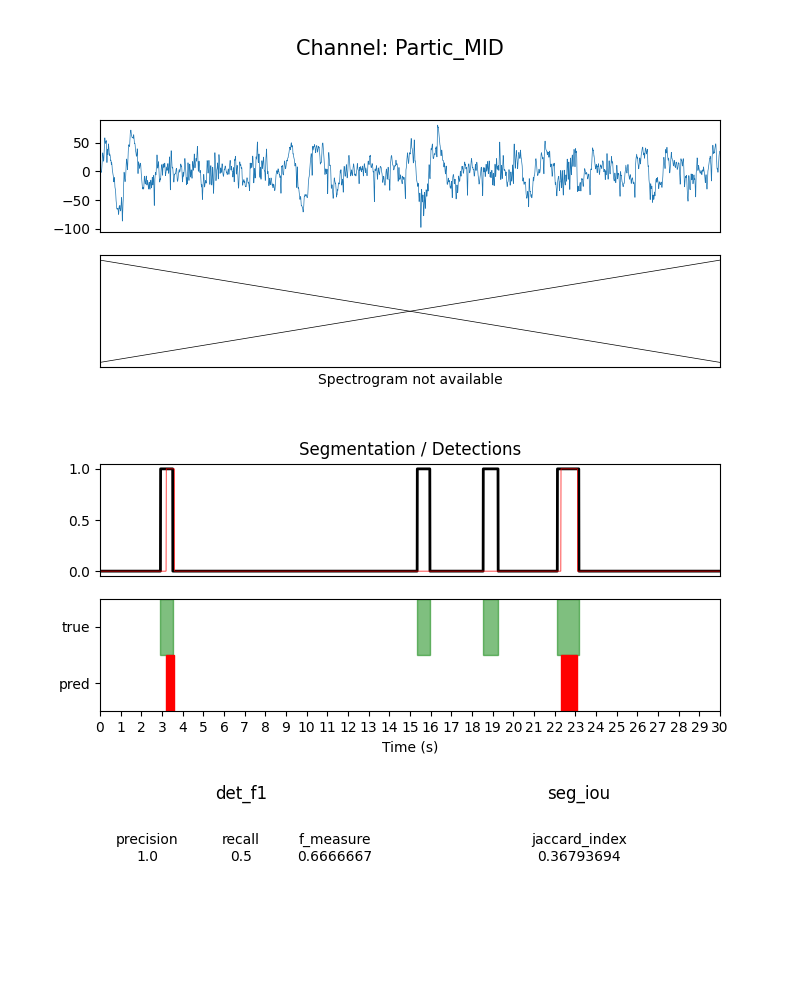 Channel: Partic_MID
50
0
−50
−100
Spectrogram not available
Segmentation / Detections
1.0
0.5
0.0
true
pred
0 1 2 3 4 5 6 7 8 9 10 11 12 13 14 15 16 17 18 19 20 21 22 23 24 25 26 27 28 29 30
Time (s)
det_f1 seg_iou
precision recall f_measure jaccard_index
1.0 0.5 0.6666667 0.36793694